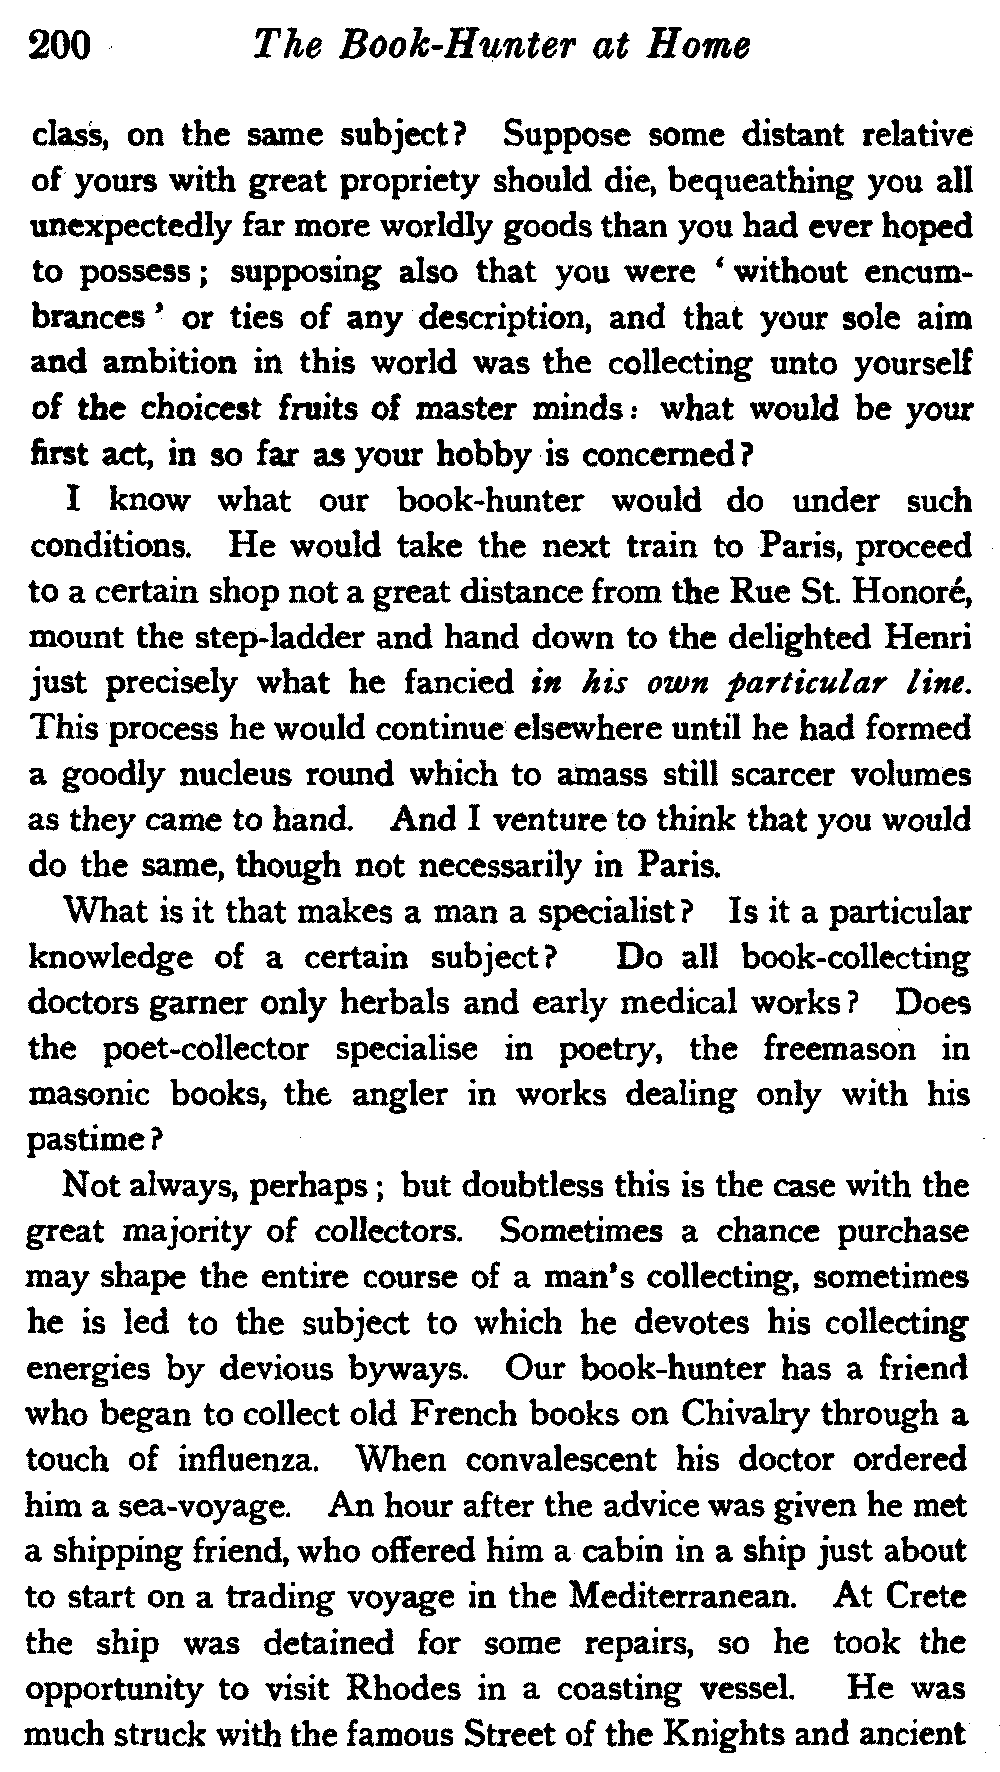 200 The Book-Hunter at Home
class, on the same subject? Suppose some distant relative
of yours with great propriety should die, bequeathing you all
unexpectedly far more worldly goods than you had ever hoped
to possess; supposing also that you were ‘without encum-
brances’ or ties of any description, and that your sole aim
and ambition in this world was the collecting unto yourself
of the choicest fruits of master minds: what would be your
first act, in so far as your hobby is concerned?
I know what our book-hunter would do under such
conditions. He would take the next train to Paris, proceed
to a certain shop not a great distance from the Rue St. Honoré,
mount the step-ladder and hand down to the delighted Henri
just precisely what he fancied in his own particular line.
This process he would continue elsewhere until he had formed
a goodly nucleus round which to amass still scarcer volumes
as they came to hand. And I venture to think that you would
do the same, though not necessarily in Paris.
What is it that makes a man a specialist? Is it a particular
knowledge of a certain subject? Do all book-collecting
doctors garner only herbals and early medical works? Does
the poet-collector specialise in poetry, the freemason in
masonic books, the angler in works dealing only with his
pastime?
Not always, perhaps; but doubtless this is the case with the
great majority of collectors. Sometimes a chance purchase
may shape the entire course of a man's collecting, sometimes
he is led to the subject to which he devotes his collecting
energies by devious byways. Our book-hunter has a friend
who began to collect old French books on Chivalry through a
touch of influenza. When convalescent his doctor ordered
him a sea-voyage. An hour after the advice was given he met
a shipping friend, who offered him a cabin in a ship just about
to start on a trading voyage in the Mediterranean. At Crete
the ship was detained for some repairs, so he took the
opportunity to visit Rhodes in a coasting vessel. He was
much struck with the famous Street of the Knights and ancient